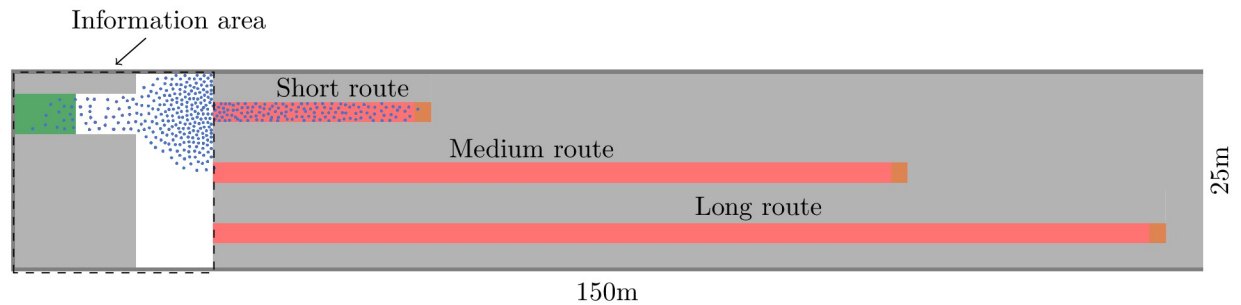 Information area
Short route
Medium route
Long route
25m
150m